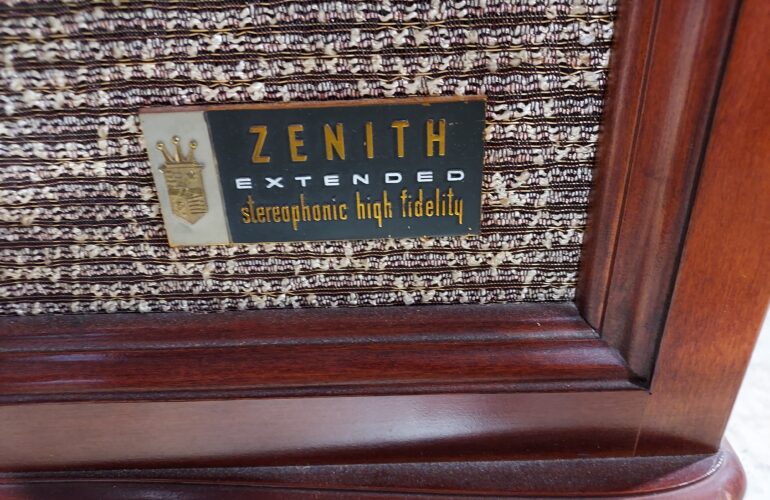 ZENITH
EXTENDED
stereophonic high fidelity